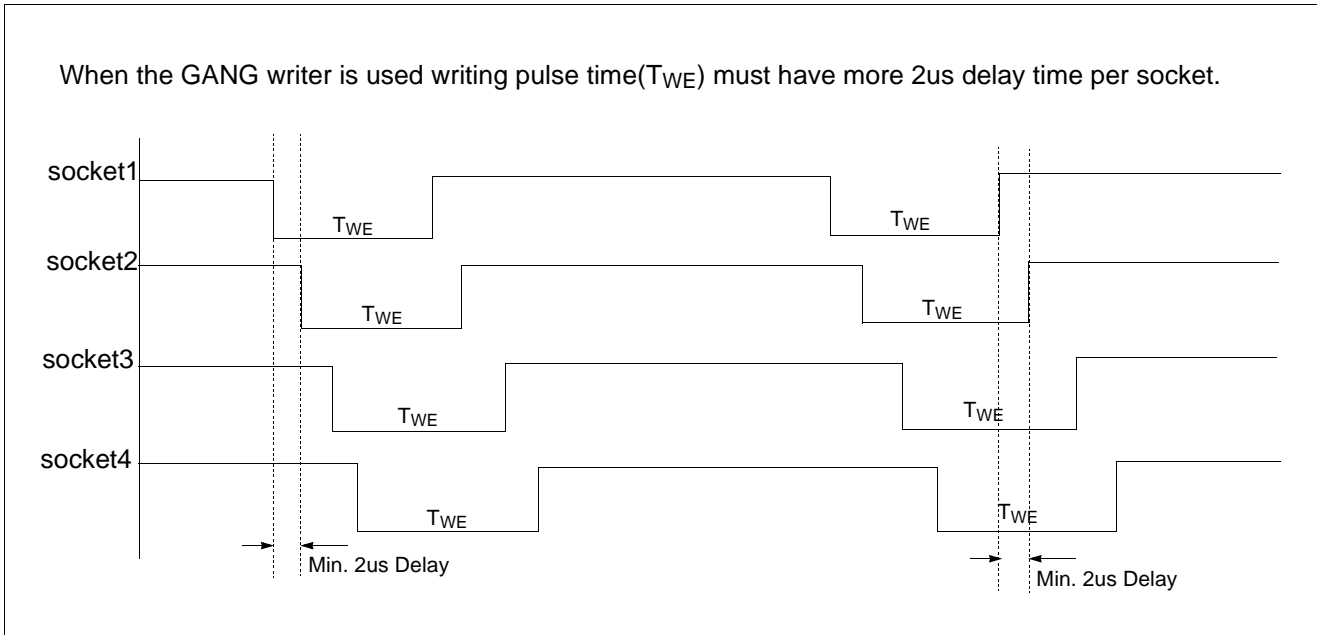 When the GANG writer is used writing pulse time(TWE) must have more 2us delay time per socket.
socket1
TWE
TWE
socket2
TWE
TWE
socket3
TWE
TWE
socket4
TWE
TWE
Min. 2us Delay
Min. 2us Delay